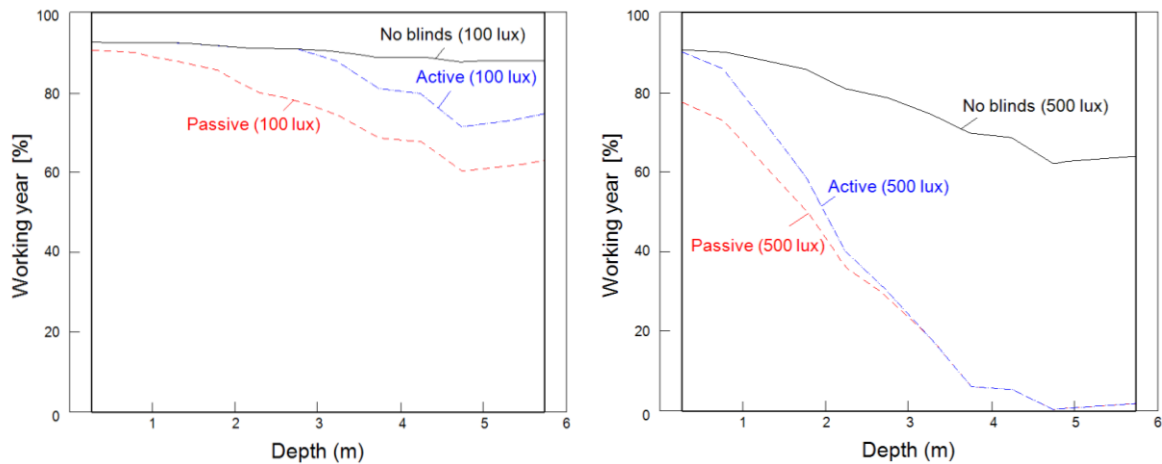 100
80
60
40
20
0
Working year [%]
No blinds (100 lux)
Active (100 lux)
Passive (100 lux)
1
2
3
4
5
6
Depth (m)
100
80
60
40
20
0
Working year [%]
No blinds (500 lux)
Active (500 lux)
Passive (500 lux)
1
2
3
4
5
6
Depth (m)